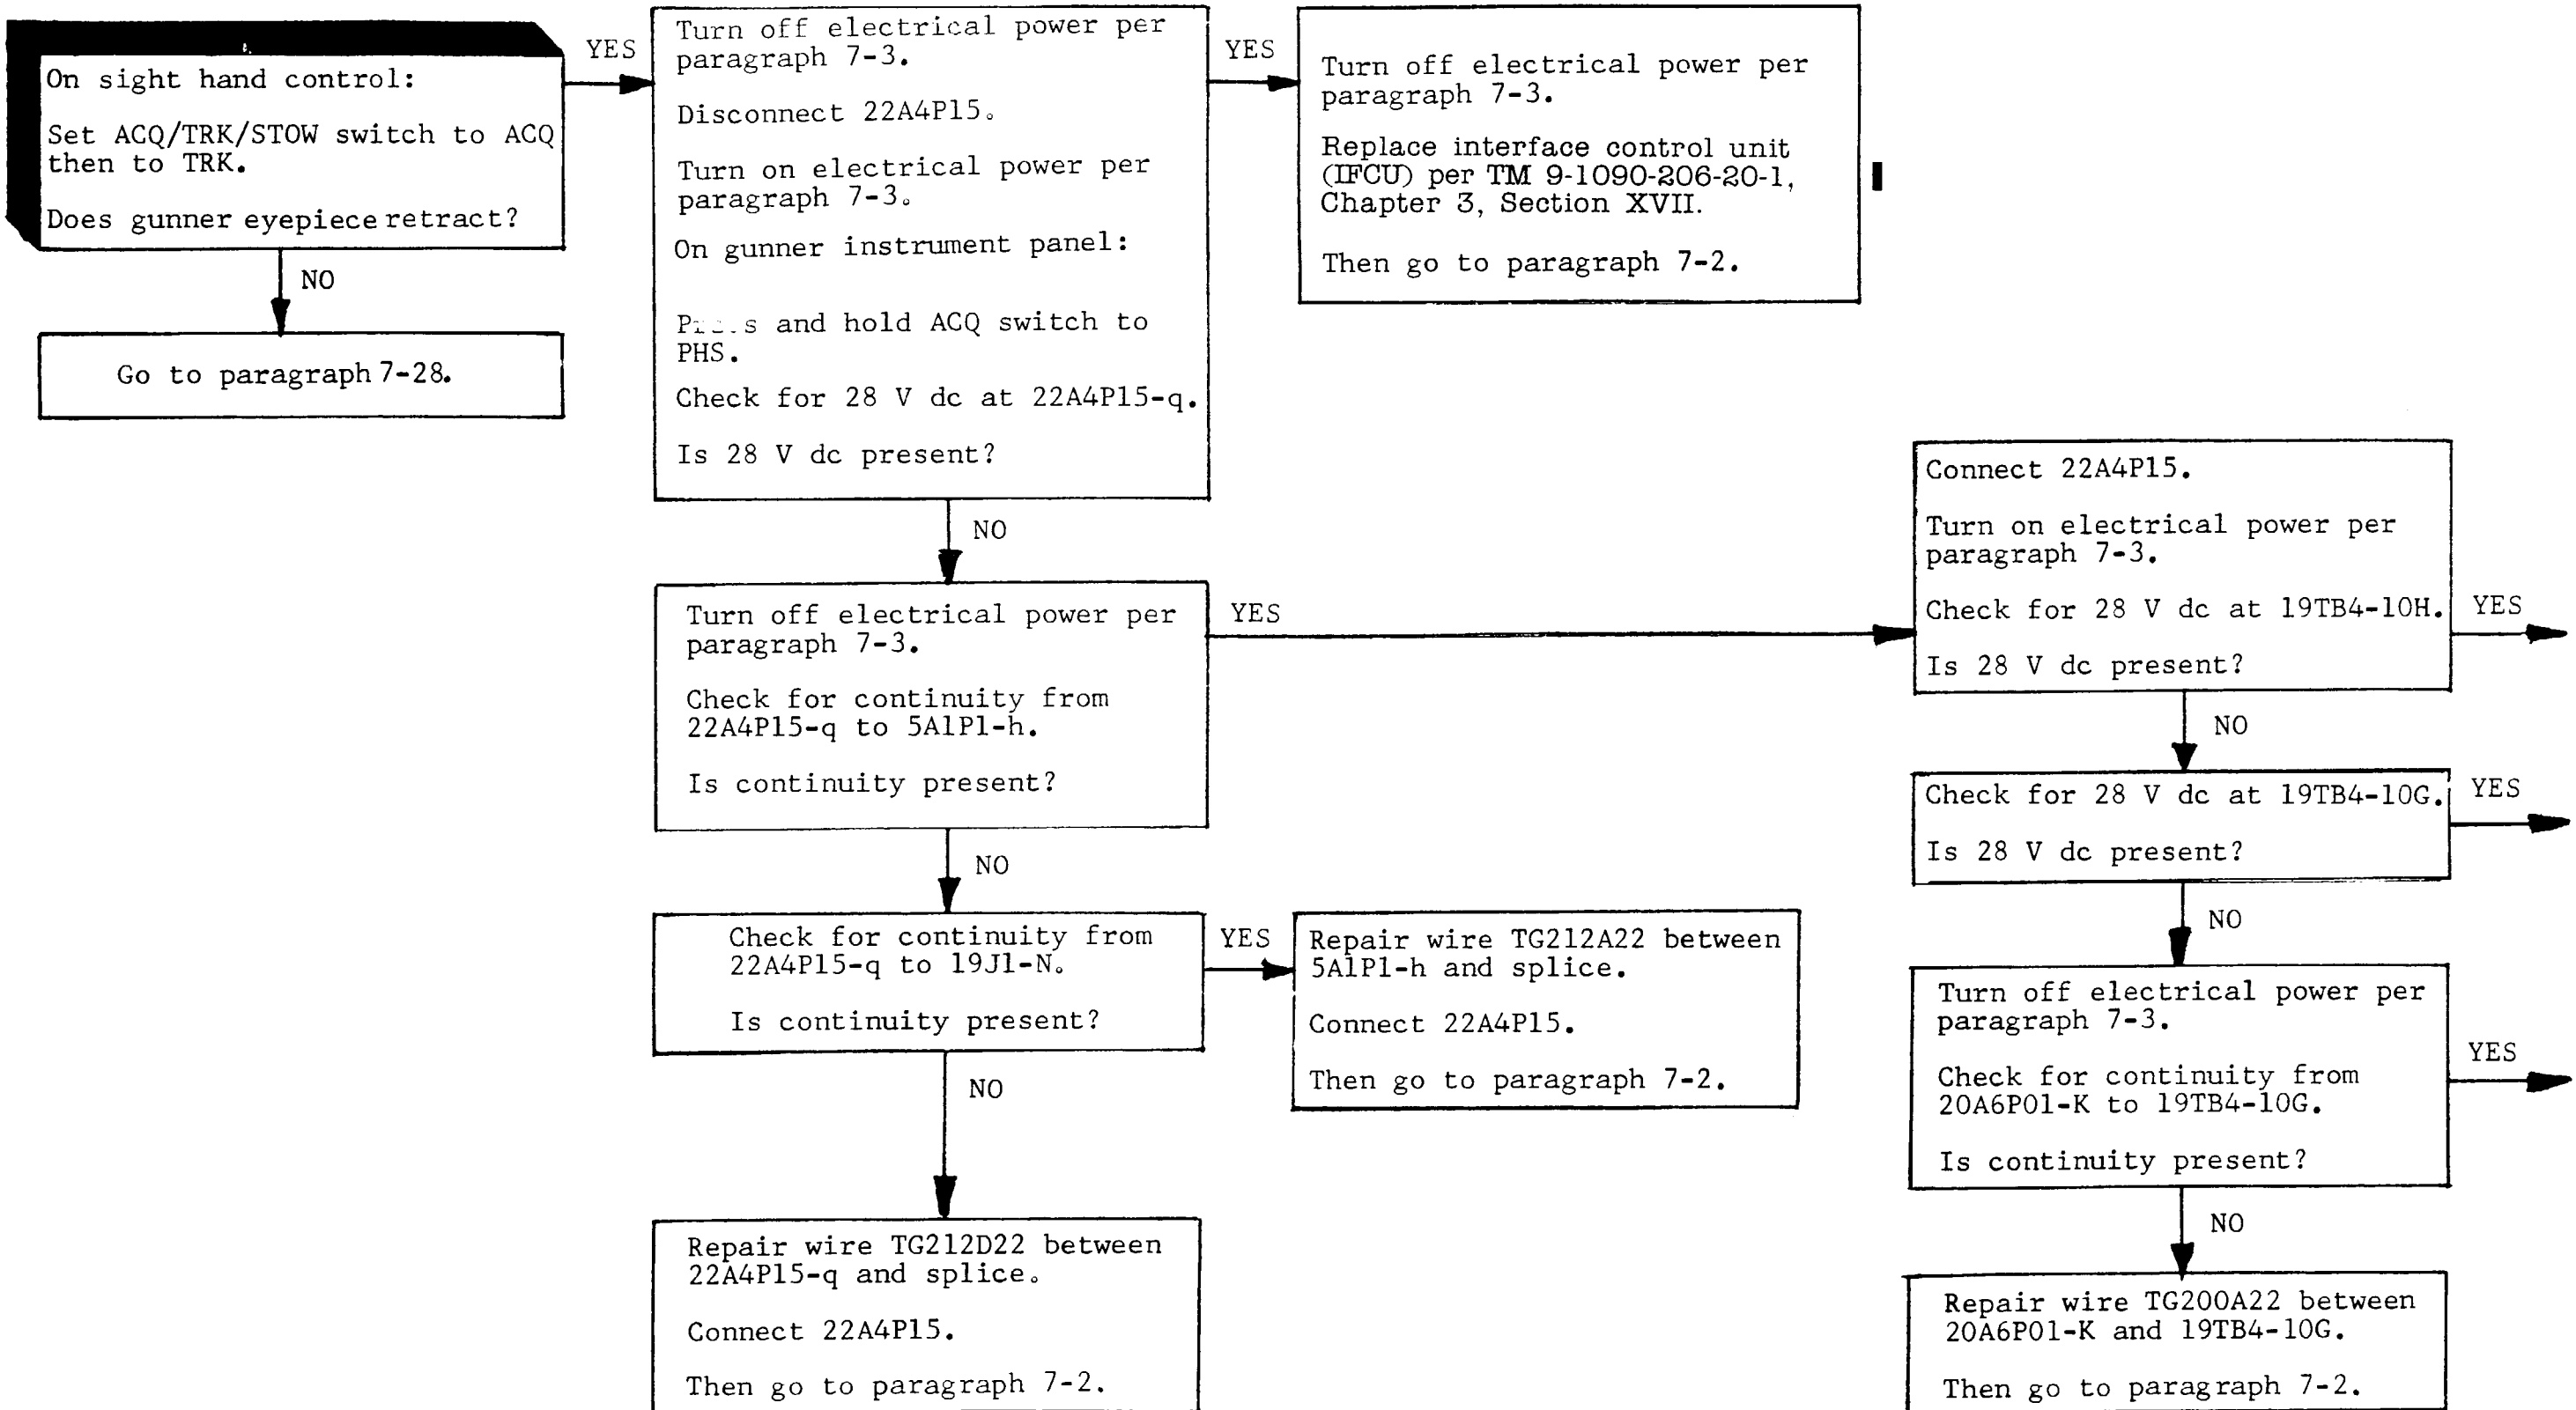 On sight hand control:
Set ACQ/TRK/STOW switch to ACQ
then to TRK.
Does gunner eyepiece retract?
YES
NO
Go to paragraph 7-28.
Turn off electrical power per
paragraph 7-3.
Disconnect 22A4P15.
Turn on electrical power per
paragraph 7-3.
On gunner instrument panel:
and hold ACQ switch to
PHS.
Check for 28 V dc at 22A4P15-q.
Is 28 V dc present?
YES
NO
Turn off electrical power per
paragraph 7-3.
Replace interface control unit
(IFCU) per TM 9-1090-206-20-1,
Chapter 3, Section XVII.
Then go to paragraph 7-2.
Turn off electrical power per
paragraph 7-3.
Check for continuity from
22A4P15-q to 5A1P1-h.
Is continuity present?
YES
NO
Check for continuity from
22A4P15-q to 19J1-N.
Is continuity present?
YES
NO
Repair wire TG212A22 between
5A1P1-h and splice.
Connect 22A4P15.
Then go to paragraph 7-2.
Repair wire TG212D22 between
22A4P15-q and splice.
Connect 22A4P15.
Then go to paragraph 7-2.
Connect 22A4P15.
Turn on electrical power per
paragraph 7-3.
Check for 28 V dc at 19TB4-10H.
Is 28 V dc present?
YES
NO
Check for 28 V dc at 19TB4-10G.
Is 28 V dc present?
YES
NO
Turn off electrical power per
paragraph 7-3.
Check for continuity from
20A6P01-K to 19TB4-10G.
Is continuity present?
YES
NO
Repair wire TG200A22 between
20A6P01-K and 19TB4-10G.
Then go to paragraph 7-2.